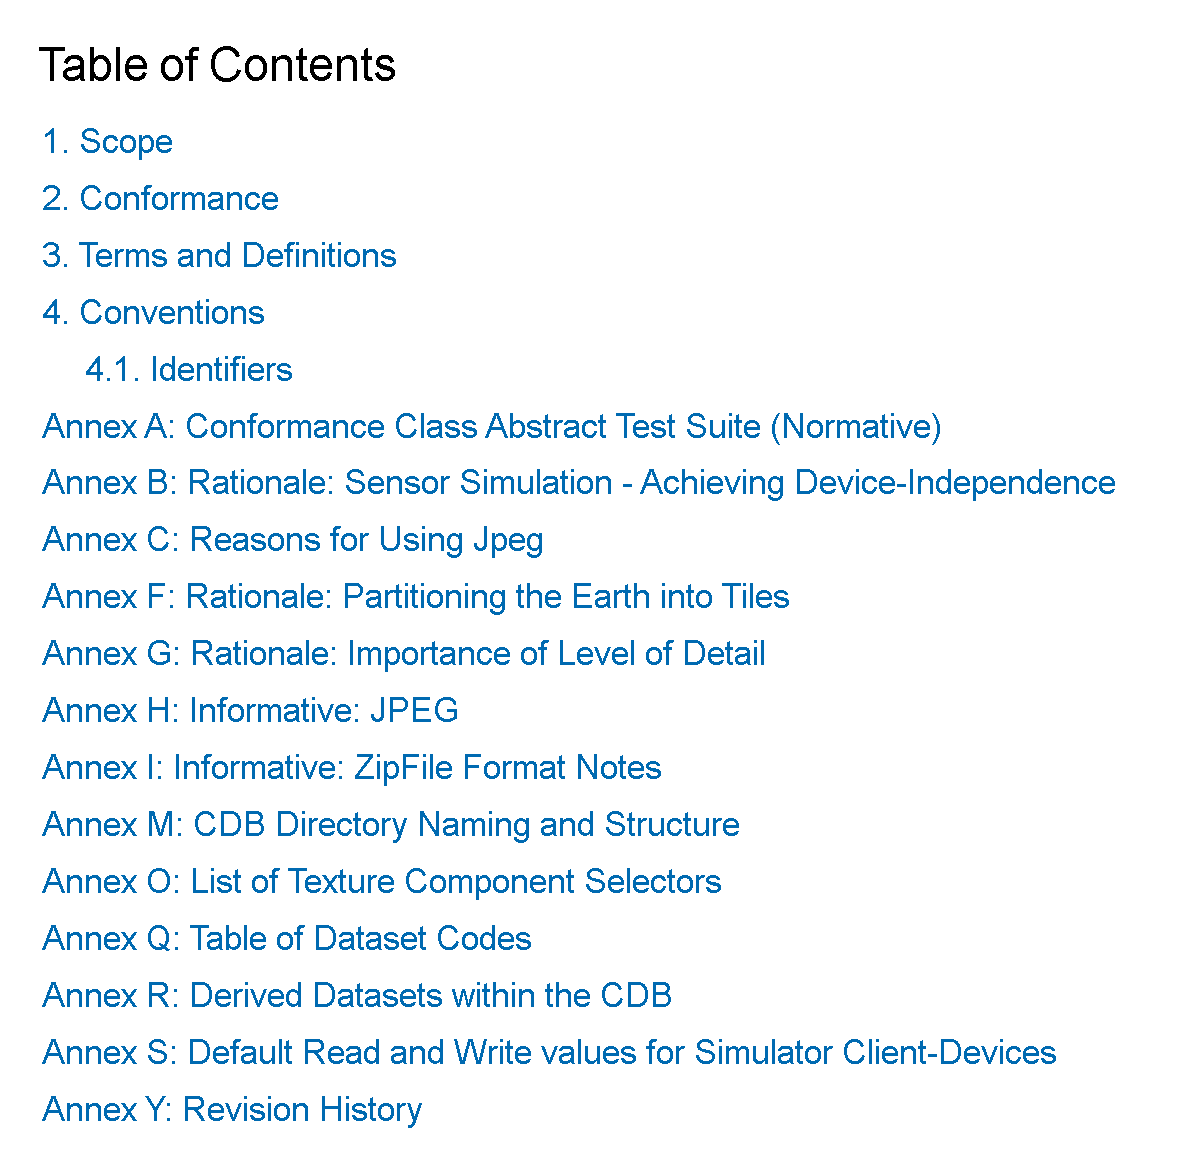 Table of Contents
1. Scope
2. Conformance
3. Terms and Definitions
4. Conventions
4.1. Identifiers
Annex A: Conformance Class Abstract Test Suite (Normative)
Annex B: Rationale: Sensor Simulation - Achieving Device-Independence
Annex C: Reasons for Using Jpeg
Annex F: Rationale: Partitioning the Earth into Tiles
Annex G: Rationale: Importance of Level of Detail
Annex H: Informative: JPEG
Annex I: Informative: ZipFile Format Notes
Annex M: CDB Directory Naming and Structure
Annex O: List of Texture Component Selectors
Annex Q: Table of Dataset Codes
Annex R: Derived Datasets within the CDB
Annex S: Default Read and Write values for Simulator Client-Devices
Annex Y: Revision History